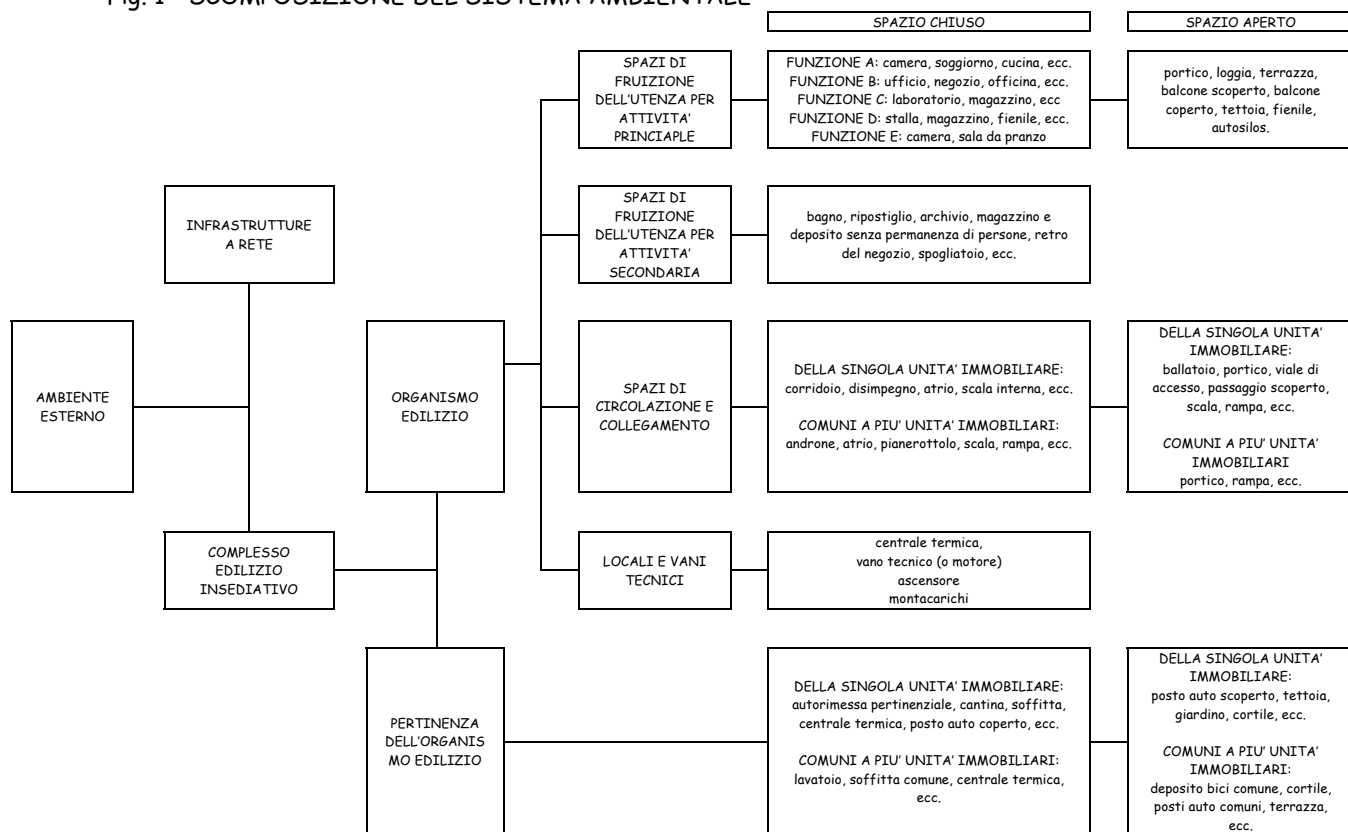 Fig. 1 - SCOMPOSIZIONE DEL SISTEMA AMBIENTALE
SPAZIO CHIUSO
SPAZIO APERTO
SPAZI DI
FRUIZIONE
DELL'UTENZA PER
ATTIVITA'
PRINCIAPLE
FUNZIONE A: camera, soggiorno, cucina, ecc.
FUNZIONE B: ufficio, negozio, officina, ecc.
FUNZIONE C: laboratorio, magazzino, ecc
FUNZIONE D: stalla, magazzino, fienile, ecc.
FUNZIONE E: camera, sala da pranzo
portico, loggia, terrazza,
balcone scoperto, balcone
coperto, tettoia, fienile,
autosilos.
INFRASTRUTTURE
A RETE
SPAZI DI
FRUIZIONE
DELL'UTENZA PER
ATTIVITA'
SECONDARIA
bagno, ripostiglio, archivio, magazzino e
deposito senza permanenza di persone, retro
del negozio, spogliatoio, ecc.
AMBIENTE
ESTERNO
ORGANISMO
EDILIZIO
SPAZI DI
CIRCOLAZIONE E
COLLEGAMENTO
DELLA SINGOLA UNITA' IMMOBILIARE:
corridoio, disimpegno, atrio, scala interna, ecc.
COMUNI A PIU' UNITA' IMMOBILIARI:
androne, atrio, pianerottolo, scala, rampa, ecc.
DELLA SINGOLA UNITA'
IMMOBILIARE:
ballatoio, portico, viale di
accesso, passaggio scoperto,
scala, rampa, ecc.
COMUNI A PIU' UNITA'
IMMOBILIARI
portico, rampa, ecc.
COMPLESSO
EDILIZIO
INSEDIATIVO
LOCALI E VANI
TECNICI
centrale termica,
vano tecnico (o motore)
ascensore
montacarichi
PERTINENZA
DELL'ORGANIS
MO EDILIZIO
DELLA SINGOLA UNITA' IMMOBILIARE:
autorimessa pertinenziale, cantina, soffitta,
centrale termica, posto auto coperto, ecc.
COMUNI A PIU' UNITA' IMMOBILIARI:
lavatoio, soffitta comune, centrale termica,
ecc.
DELLA SINGOLA UNITA'
IMMOBILIARE:
posto auto scoperto, tettoia,
giardino, cortile, ecc.
COMUNI A PIU' UNITA'
IMMOBILIARI:
deposito bici comune, cortile,
posti auto comuni, terrazza,
ecc.